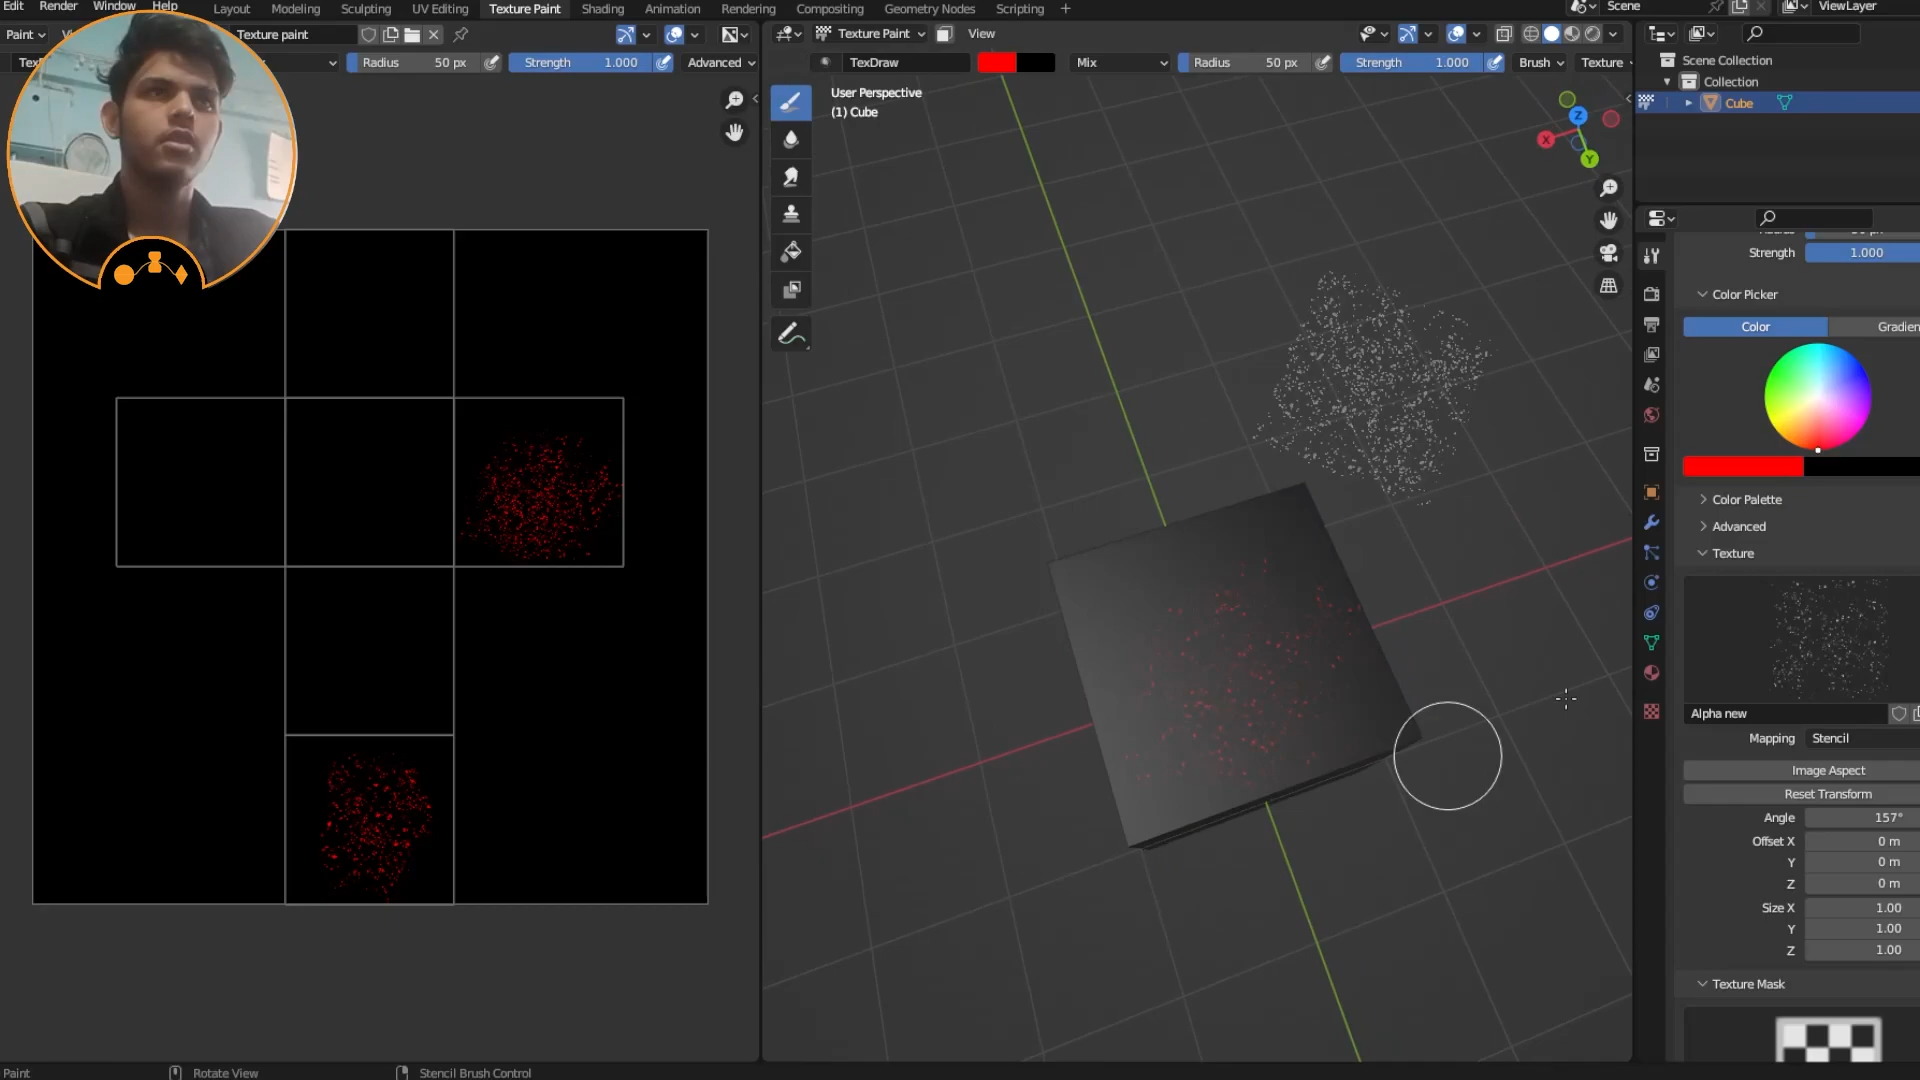 Edit Render Window Help Layout Modeling Sculpting UV Editing Texture Paint Shading Animation Rendering Compositing Geometry Nodes Scripting + Scene ViewLayer
Paint Texture paint Texture Paint View
Radius 50 px Strength 1.000 Advanced TexDraw Mix Radius 50 px Strength 1.000 Brush Texture
Scene Collection
Collection
Cube
User Perspective
(1) Cube
Z
X
Y
Strength 1.000
Color Picker
Color
Color Palette
Advanced
Texture
Alpha new
Mapping Stencil
Image Aspect
Reset Transform
Angle 157°
Offset X 0 m
Y 0 m
Z 0 m
Size X 1.00
Y 1.00
Z 1.00
Texture Mask
Paint Rotate View Stencil Brush Control